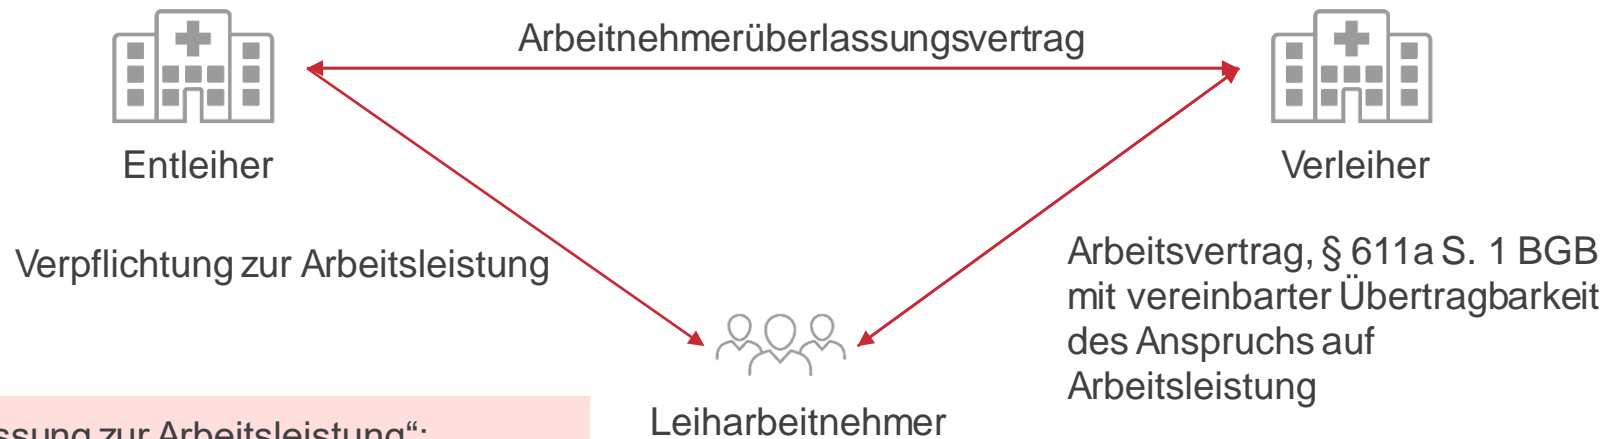 Arbeitnehmerüberlassungsvertrag
Entleiher
Verleiher
Verpflichtung zur Arbeitsleistung
Arbeitsvertrag, § 611a S. 1 BGB
mit vereinbarter Übertragbarkeit
des Anspruchs auf
Arbeitsleistung
Leiharbeitnehmer
zur Arbeitsleistung“: